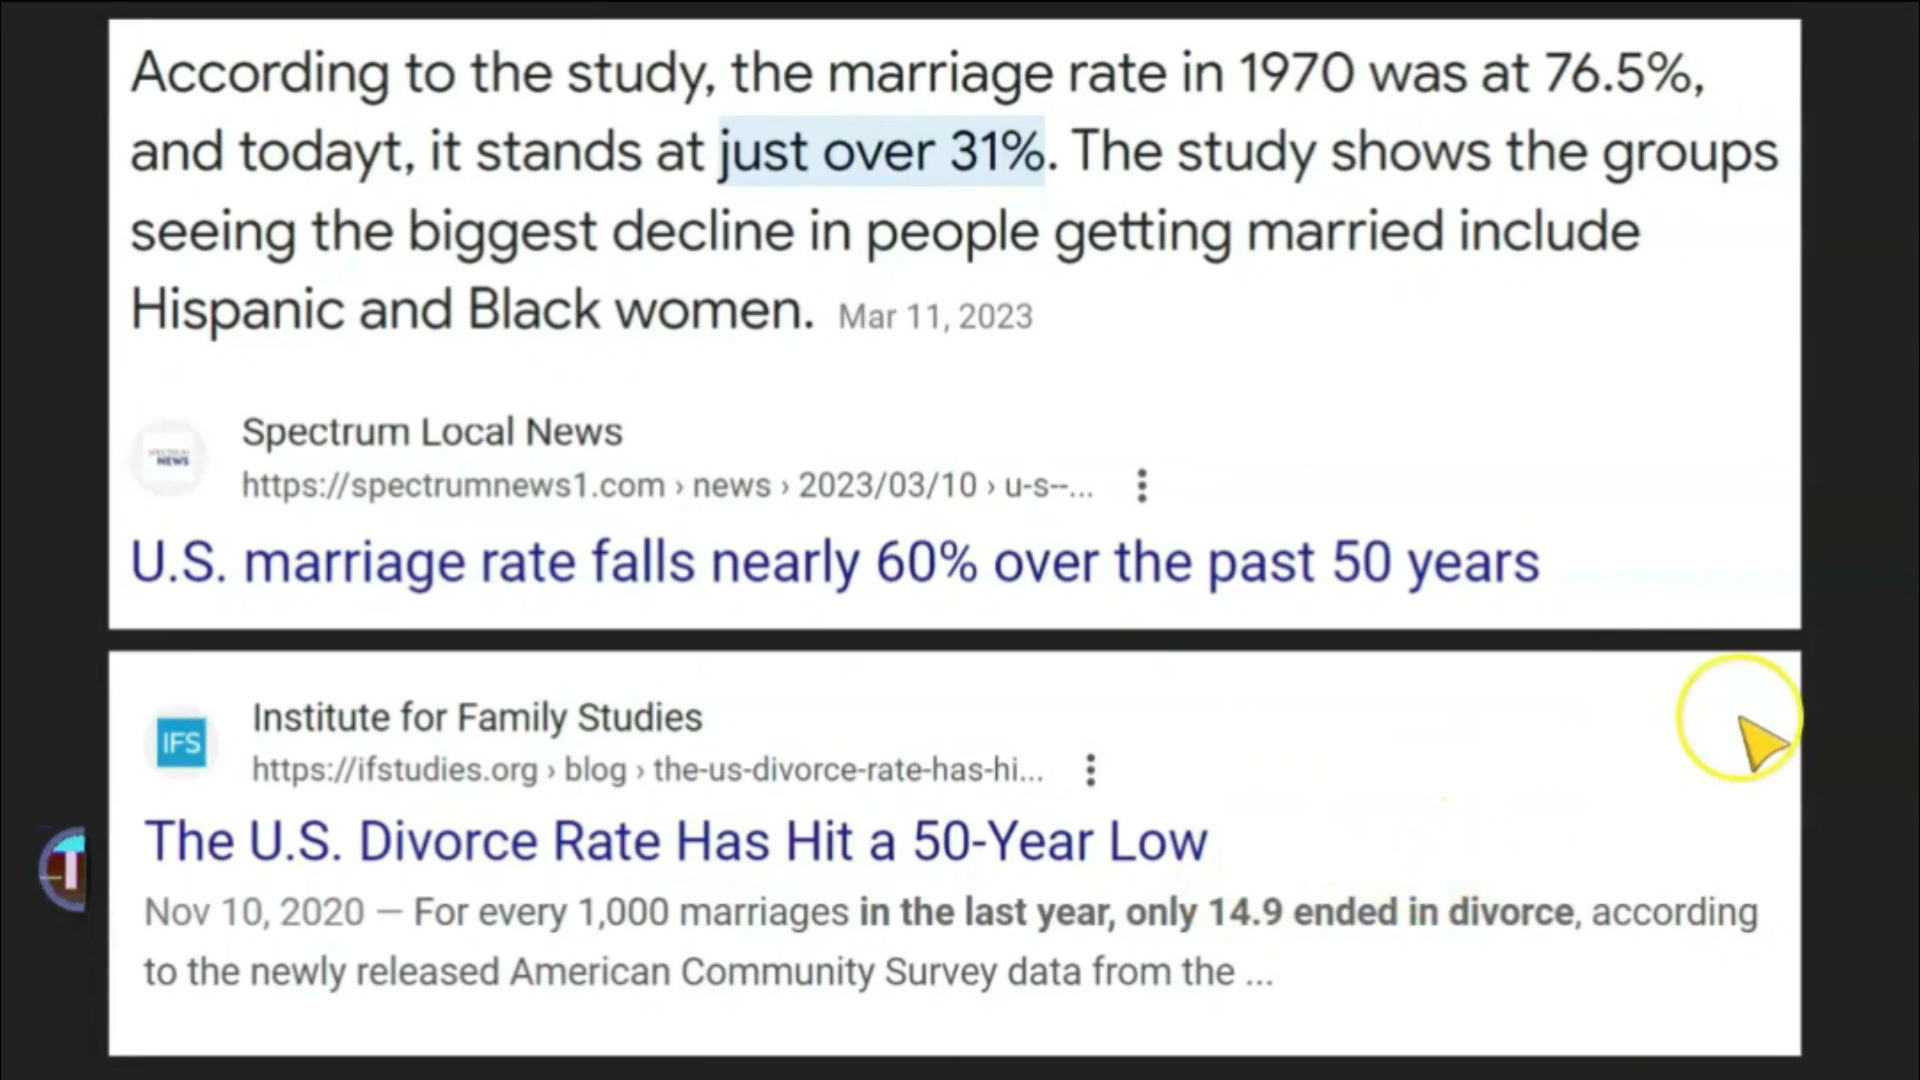 According to the study, the marriage rate in 1970 was at 76.5%,
and todayt, it stands at just over 31%. The study shows the groups
seeing the biggest decline in people getting married include
Hispanic and Black women. Mar 11, 2023
NEWS
Spectrum Local News
https://spectrumnews1.com › news › 2023/03/10 › u-s--...
U.S. marriage rate falls nearly 60% over the past 50 years
IFS
Institute for Family Studies
https://ifstudies.org › blog › the-us-divorce-rate-has-hi...
The U.S. Divorce Rate Has Hit a 50-Year Low
Nov 10, 2020 — For every 1,000 marriages in the last year, only 14.9 ended in divorce, according
to the newly released American Community Survey data from the ...